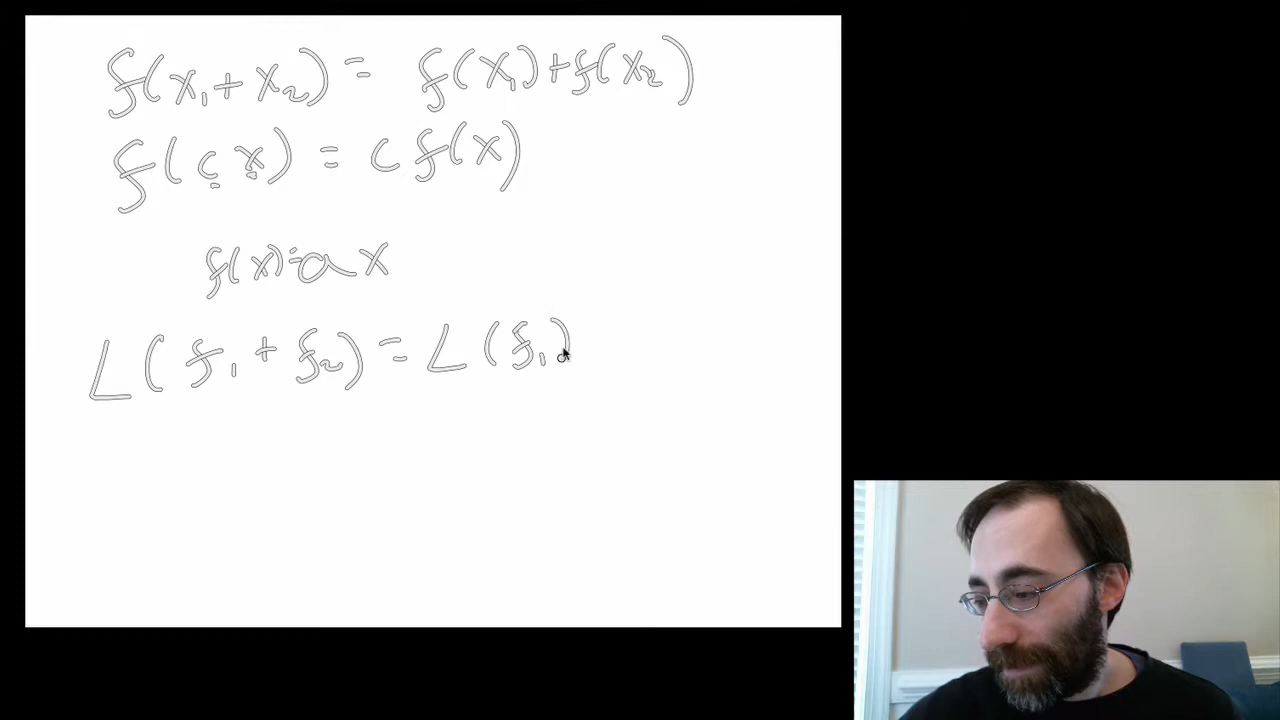 f(x₁+x₂) = f(x₁)+f(x₂)
f(cx) = cf(x)
f(x)=ax
L(f₁+f₂) = L(f₁)